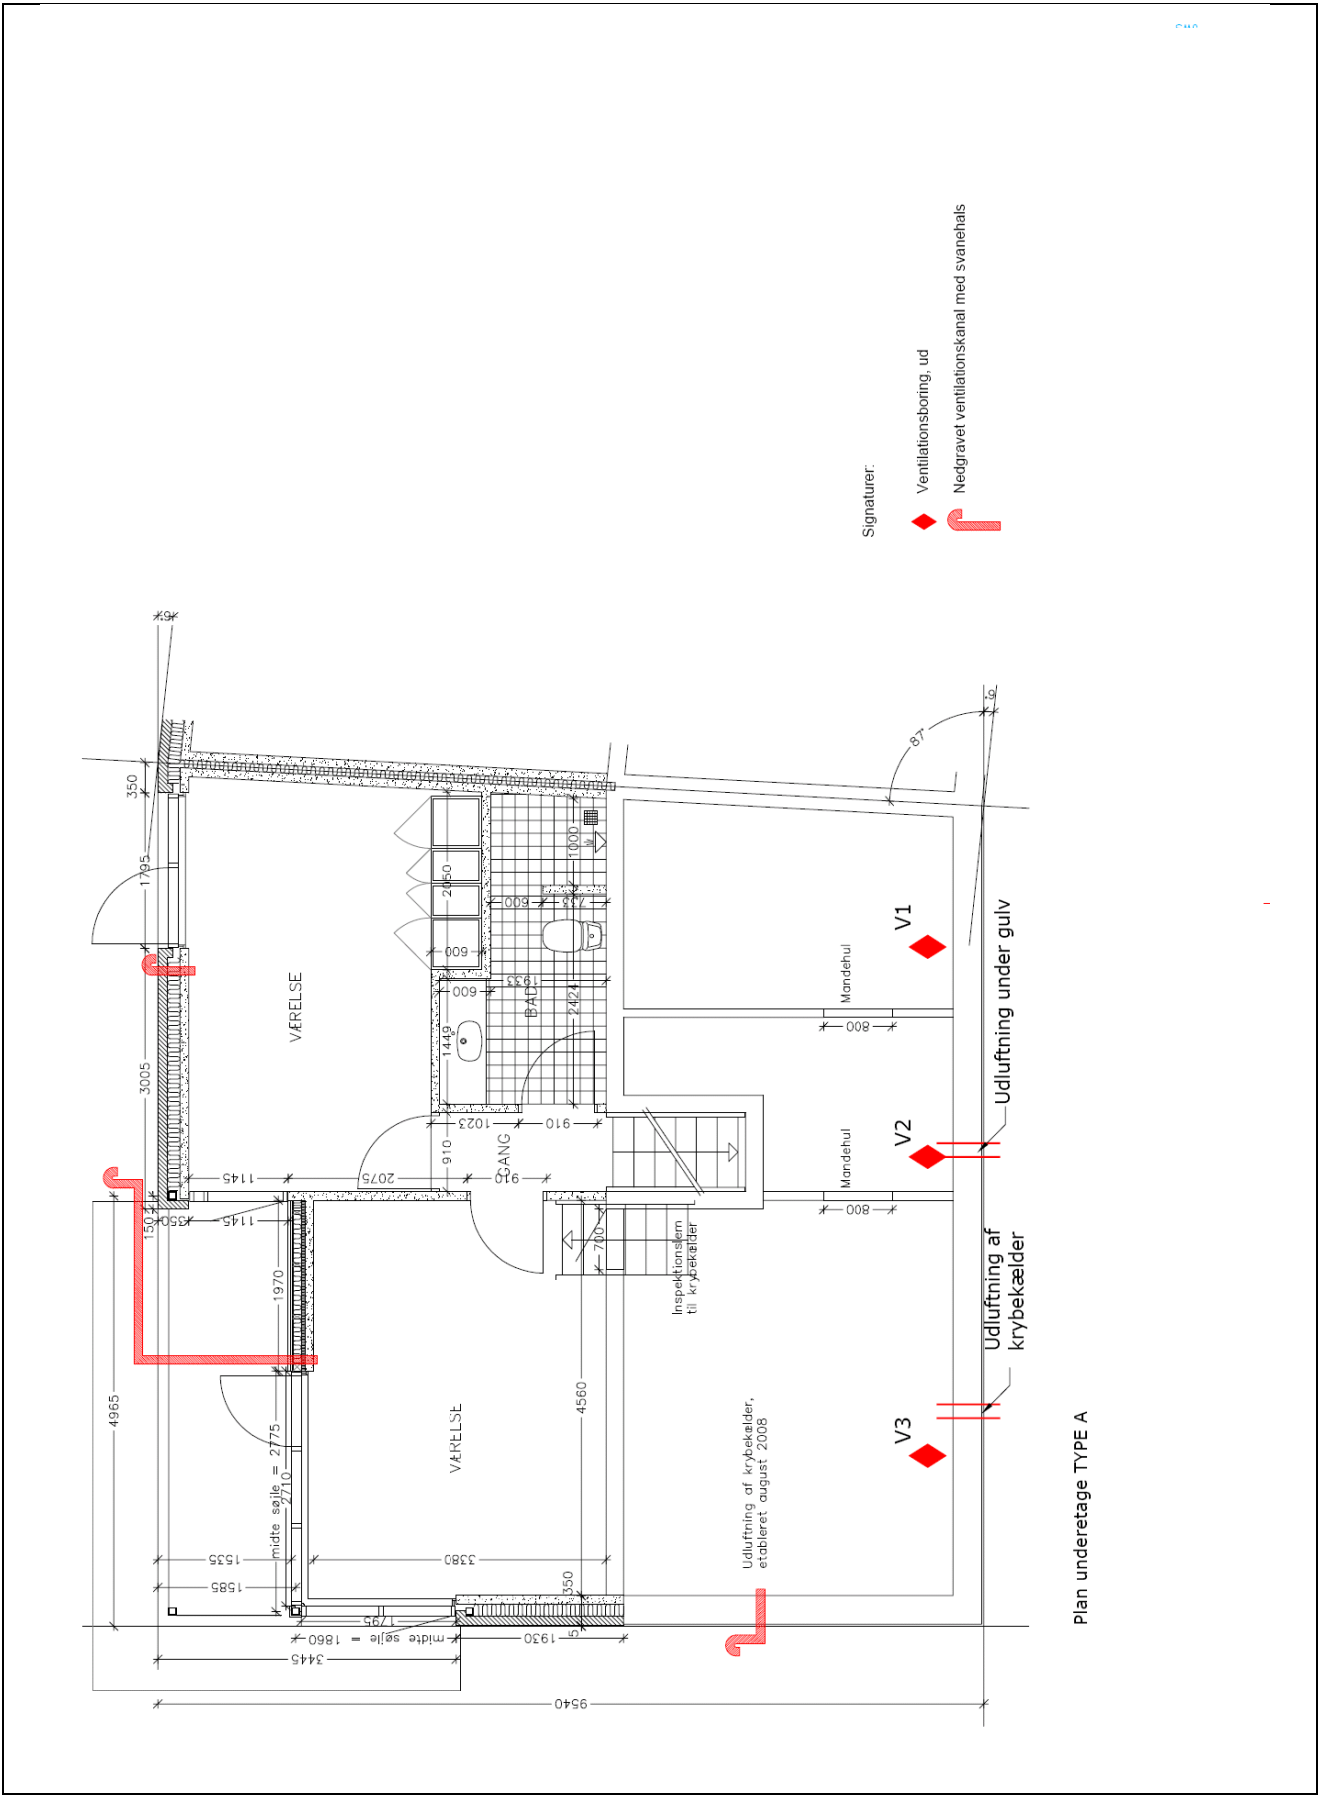 Signaturer:
Ventilationsboring, ud
Nedgravet ventilationskanal med svanehals
350
1795
3005
150
350
1145
1145
2075
910
4965
1970
midte søjle = 2775
2710
1535
1585
3445
midte søjle = 1860
1795
1930
9540
3380
350
4560
VÆRELSE
VÆRELSE
2050
600
600
1449
910
1023
910
GANG
BAD
1933
2424
600
733
1000
700
Inspektionslem
til krybekælder
Udluftning af krybekælder,
etableret august 2008
Mandehul
800
Mandehul
800
V1
V2
V3
87°
6°
6°
Udluftning under gulv
Udluftning af
krybekælder
Plan underetage TYPE A